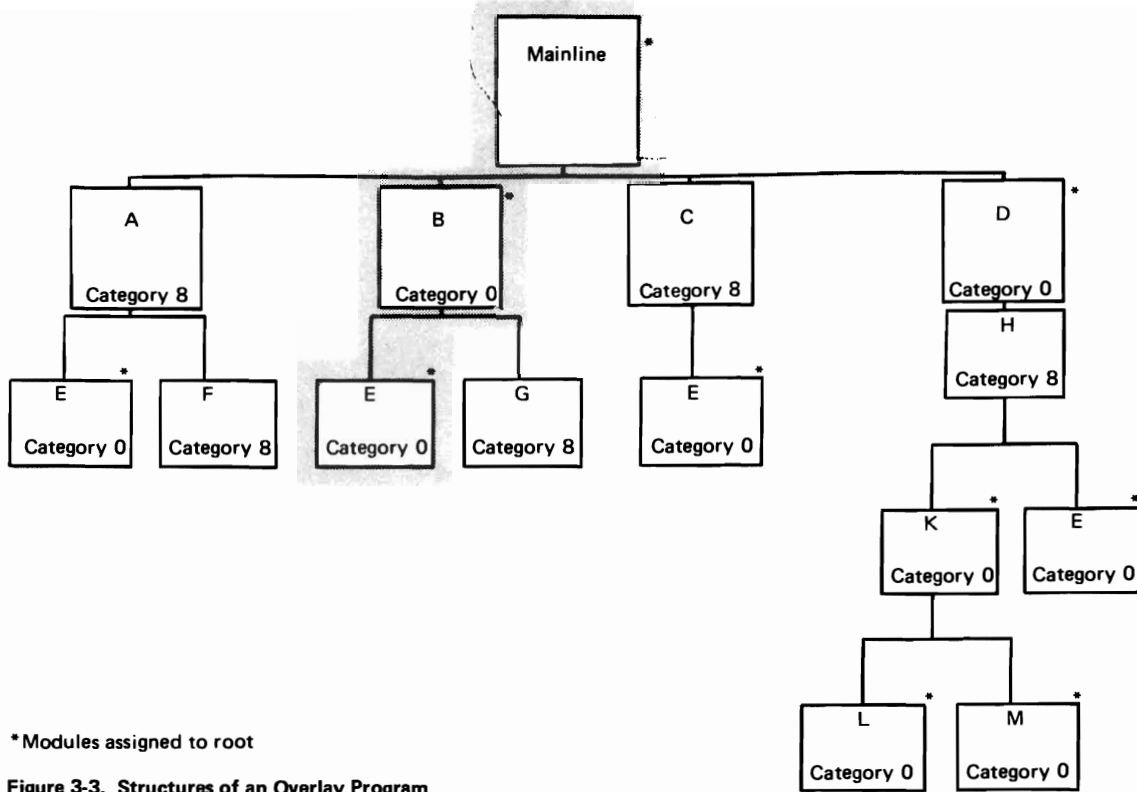 Mainline
*
A
Category 8
B
*
Category 0
C
Category 8
D
*
Category 0
H
Category 8
E
*
Category 0
F
Category 8
E
*
Category 0
G
Category 8
E
*
Category 0
K
*
Category 0
E
*
Category 0
L
*
Category 0
M
*
Category 0
*Modules assigned to root
Figure 3-3. Structures of an Overlay Program